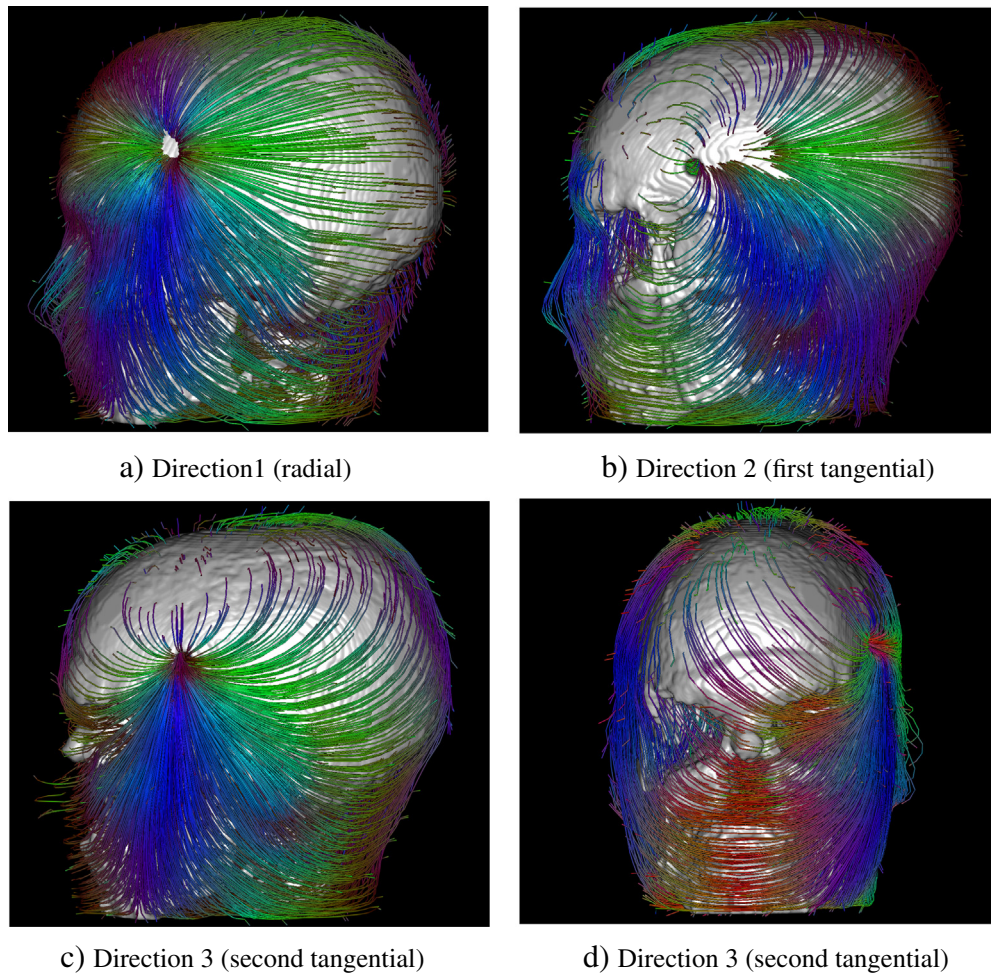 a) Direction1 (radial)
b) Direction 2 (first tangential)
c) Direction 3 (second tangential)
d) Direction 3 (second tangential)